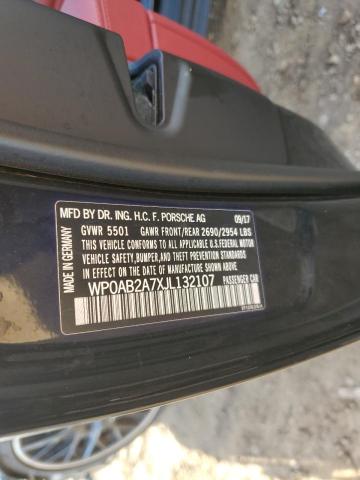 MFD BY DR. ING. H.C. F. PORSCHE AG 09/17
GVWR 5501 GAWR FRONT/REAR 2690/2954 LBS
THIS VEHICLE CONFORMS TO ALL APPLICABLE U.S. FEDERAL MOTOR
VEHICLE SAFETY, BUMPER, AND THEFT PREVENTION STANDARDS
IN EFFECT ON THE DATE OF MANUFACTURE SHOWN ABOVE
WP0AB2A7XJL132107 PASSENGER CAR
MADE IN GERMANY